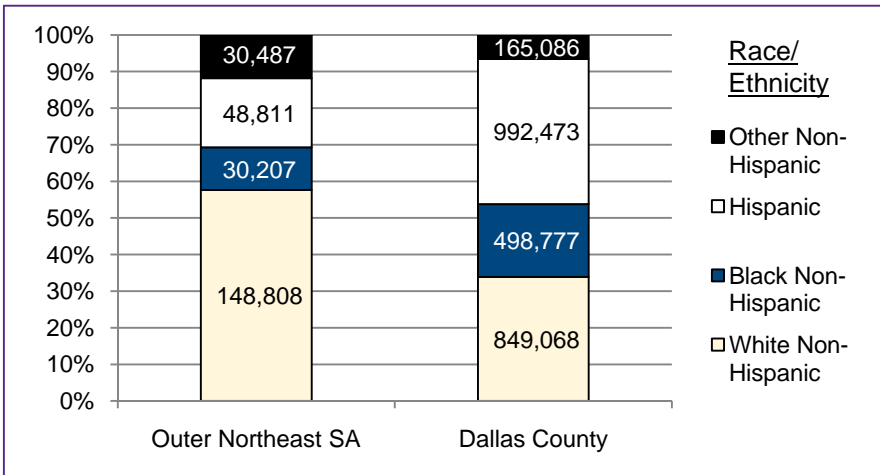 100%
90%
80%
70%
60%
50%
40%
30%
20%
10%
0%
30,487
48,811
30,207
148,808
165,086
992,473
498,777
849,068
Outer Northeast SA
Dallas County
Race/
Ethnicity
Other Non-
Hispanic
Hispanic
Black Non-
Hispanic
White Non-
Hispanic